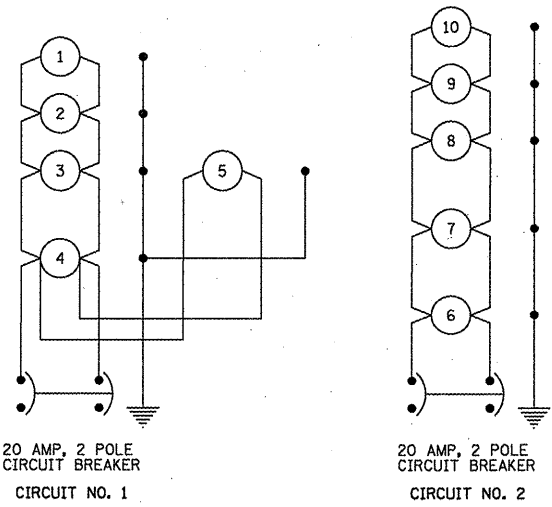 1
2
3
5
4
20 AMP, 2 POLE
CIRCUIT BREAKER
CIRCUIT NO. 1
10
9
8
7
6
20 AMP, 2 POLE
CIRCUIT BREAKER
CIRCUIT NO. 2